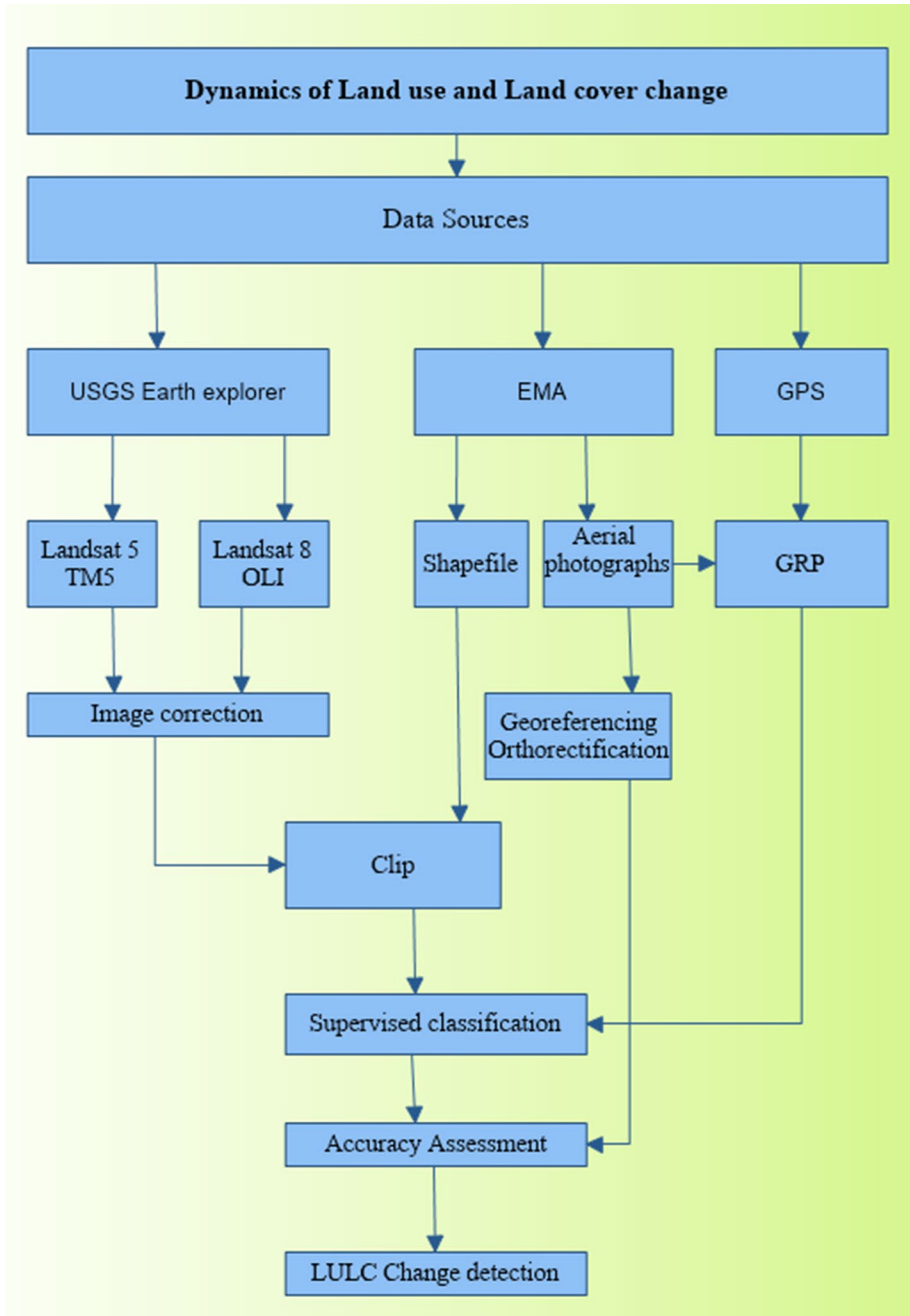 Dynamics of Land use and Land cover change
Data Sources
USGS Earth explorer
EMA
GPS
Landsat 5
TM5
Landsat 8
OLI
Shapefile
Aerial
photographs
GRP
Image correction
Georeferencing
Orthorectification
Clip
Supervised classification
Accuracy Assessment
LULC Change detection